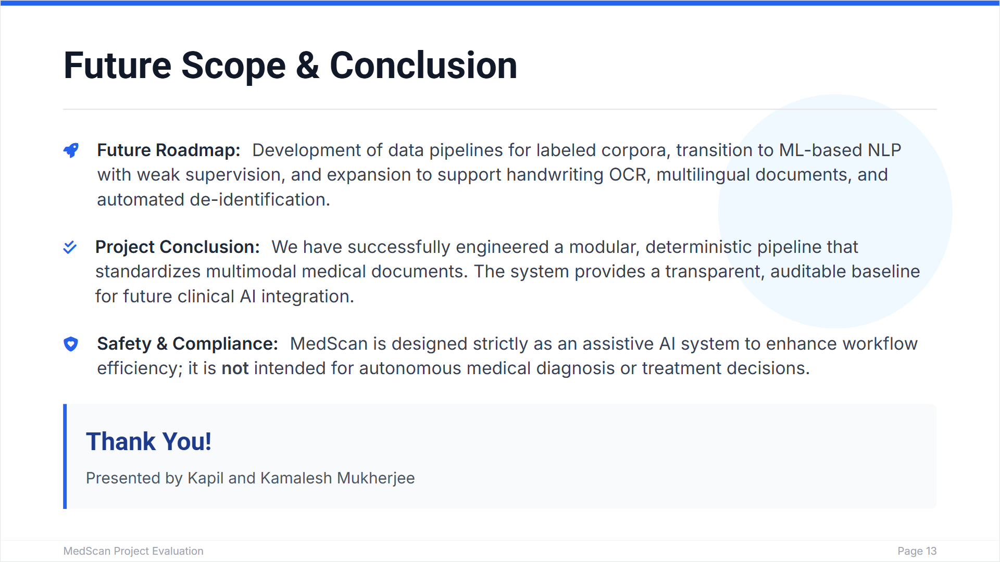 Future Scope & Conclusion
Future Roadmap: Development of data pipelines for labeled corpora, transition to ML-based NLP
with weak supervision, and expansion to support handwriting OCR, multilingual documents, and
automated de-identification.
Project Conclusion: We have successfully engineered a modular, deterministic pipeline that
standardizes multimodal medical documents. The system provides a transparent, auditable baseline
for future clinical AI integration.
Safety & Compliance: MedScan is designed strictly as an assistive AI system to enhance workflow
efficiency; it is not intended for autonomous medical diagnosis or treatment decisions.
Thank You!
Presented by Kapil and Kamalesh Mukherjee
MedScan Project Evaluation
Page 13